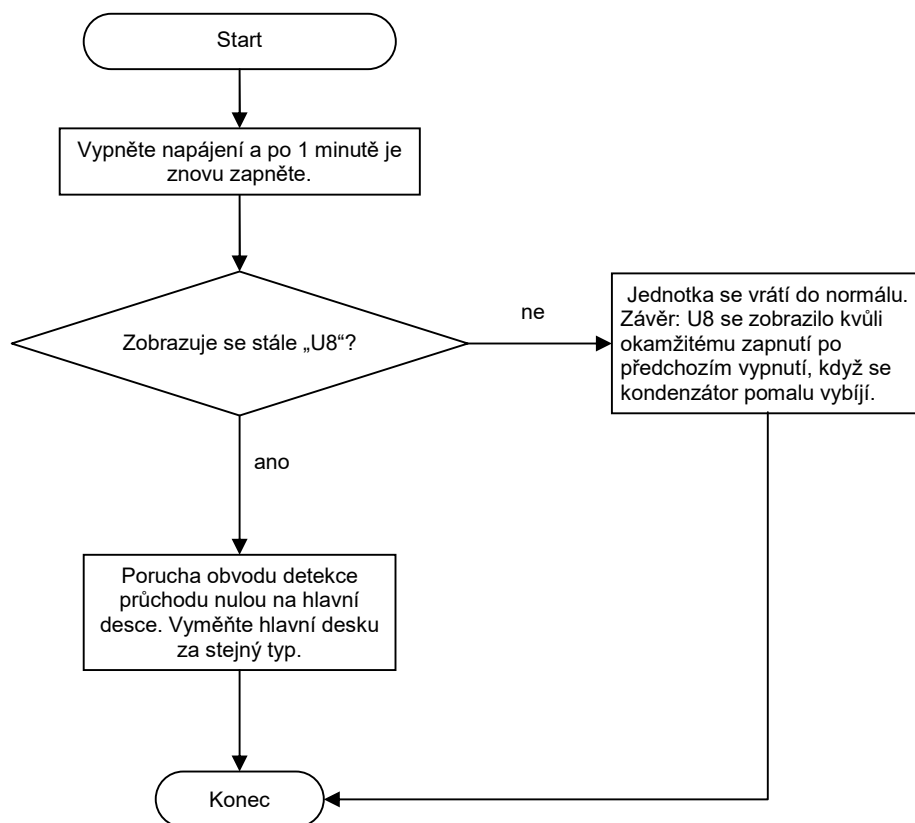 Start
Vypněte napájení a po 1 minutě je
znovu zapněte.
Zobrazuje se stále „U8“?
ne
Jednotka se vrátí do normálu.
Závěr: U8 se zobrazilo kvůli
okamžitému zapnutí po
předchozím vypnutí, když se
kondenzátor pomalu vybíjí.
ano
Porucha obvodu detekce
průchodu nulou na hlavní
desce. Vyměňte hlavní desku
za stejný typ.
Konec